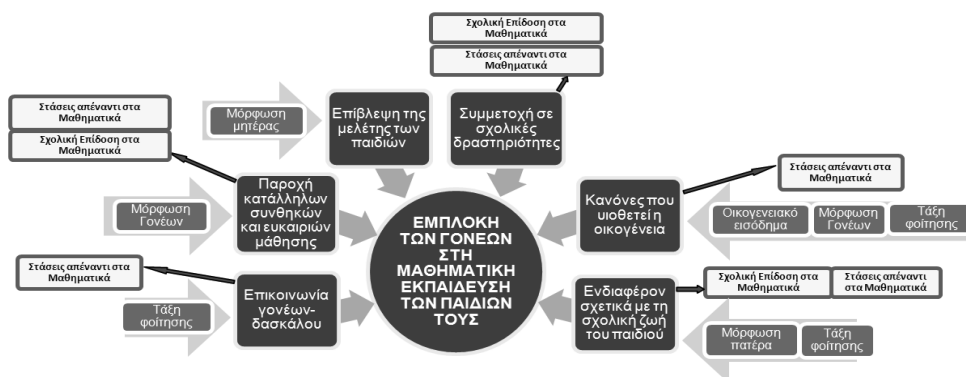 Σχολική Επίδοση στα
Μαθηματικά
Στάσεις απέναντι στα
Μαθηματικά
Στάσεις απέναντι στα
Μαθηματικά
Σχολική Επίδοση στα
Μαθηματικά
Μόρφωση
μητέρας
Επίβλεψη της
μελέτης των
παιδιών
Συμμετοχή σε
σχολικές
δραστηριότητες
Στάσεις απέναντι στα
Μαθηματικά
Μόρφωση
Γονέων
Παροχή
κατάλληλων
συνθηκών
και ευκαιριών
μάθησης
Κανόνες που
υιοθετεί η
οικογένεια
Οικογενειακό
εισόδημα
Μόρφωση
Γονέων
Τάξη
φοίτησης
ΕΜΠΛΟΚΗ
ΤΩΝ ΓΟΝΕΩΝ
ΣΤΗ
ΜΑΘΗΜΑΤΙΚΗ
ΕΚΠΑΙΔΕΥΣΗ
ΤΩΝ ΠΑΙΔΙΩΝ
ΤΟΥΣ
Στάσεις απέναντι στα
Μαθηματικά
Τάξη
φοίτησης
Επικοινωνία
γονέων-
δασκάλου
Ενδιαφέρον
σχετικά με τη
σχολική ζωή
του παιδιού
Σχολική Επίδοση στα
Μαθηματικά
Στάσεις απέναντι
στα Μαθηματικά
Μόρφωση
πατέρα
Τάξη
φοίτησης